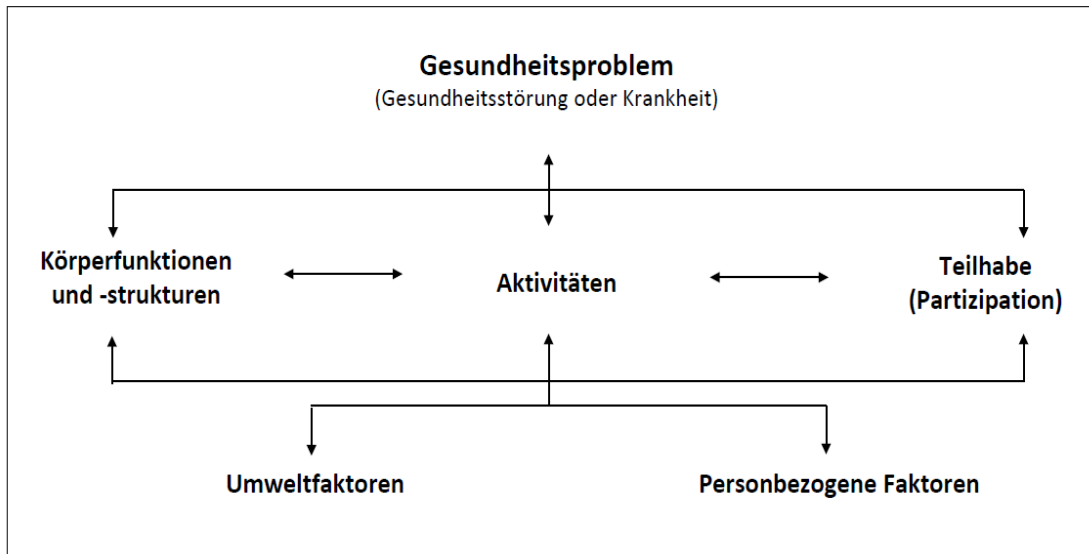 Gesundheitsproblem
(Gesundheitsstörung oder Krankheit)
Körperfunktionen
und -strukturen
Aktivitäten
Teilhabe
(Partizipation)
Umweltfaktoren
Personbezogene Faktoren